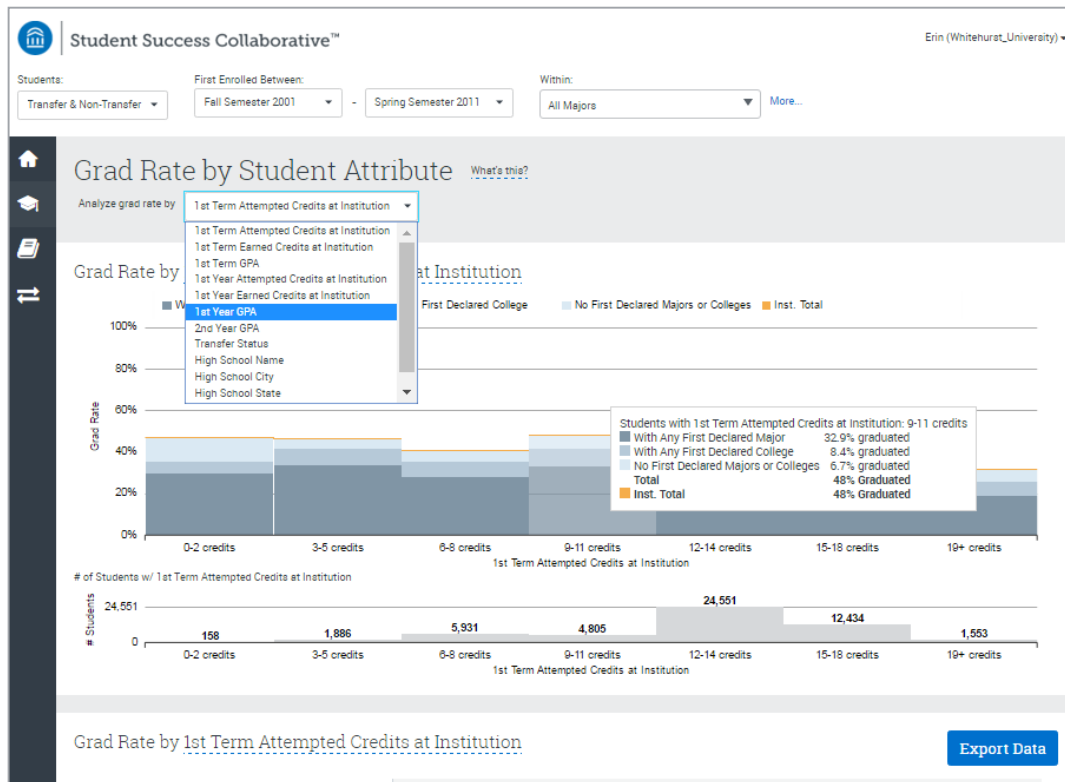 Student Success Collaborative™
Erin (Whitehurst_University)
Students:
First Enrolled Between:
Within:
Transfer & Non-Transfer
Fall Semester 2001
-
Spring Semester 2011
All Majors
More...
Grad Rate by Student Attribute
What's this?
Analyze grad rate by
1st Term Attempted Credits at Institution
1st Term Attempted Credits at Institution
1st Term Earned Credits at Institution
1st Term GPA
1st Year Attempted Credits at Institution
1st Year Earned Credits at Institution
1st Year GPA
2nd Year GPA
Transfer Status
High School Name
High School City
High School State
Grad Rate by
at Institution
W
First Declared College
No First Declared Majors or Colleges
Inst. Total
100%
80%
60%
40%
20%
0%
Grad Rate
Students with 1st Term Attempted Credits at Institution: 9-11 credits
With Any First Declared Major 32.9% graduated
With Any First Declared College 8.4% graduated
No First Declared Majors or Colleges 6.7% graduated
Total 48% Graduated
Inst. Total 48% Graduated
0-2 credits
3-5 credits
6-8 credits
9-11 credits
12-14 credits
15-18 credits
19+ credits
1st Term Attempted Credits at Institution
# of Students w/ 1st Term Attempted Credits at Institution
# Students
24,551
0
158
1,886
5,931
4,805
24,551
12,434
1,553
0-2 credits
3-5 credits
6-8 credits
9-11 credits
12-14 credits
15-18 credits
19+ credits
1st Term Attempted Credits at Institution
Grad Rate by 1st Term Attempted Credits at Institution
Export Data